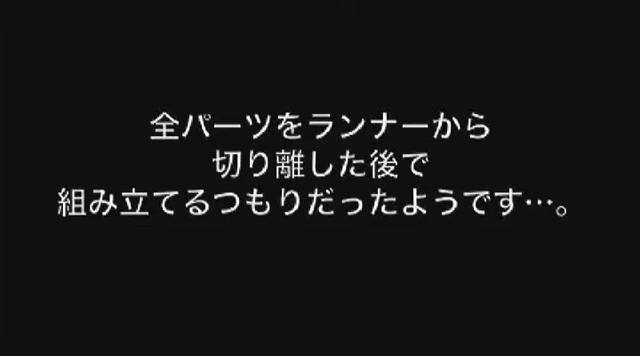 全パーツをランナーから
切り離した後で
組み立てるつもりだったようです…。